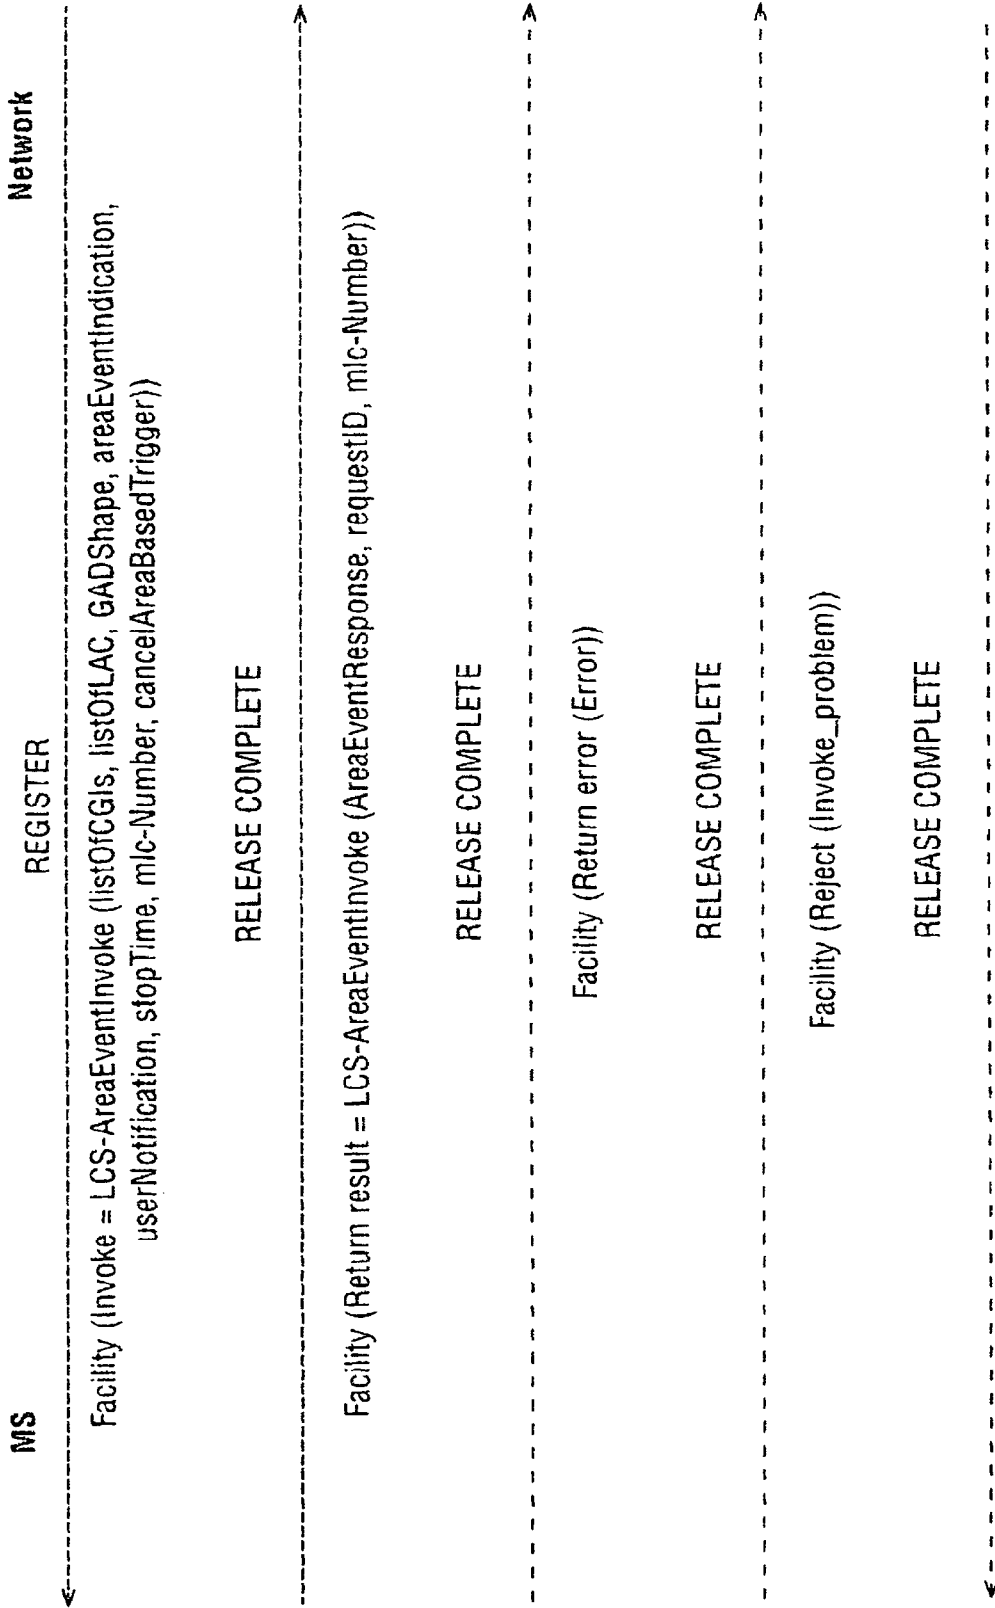 MS Network
REGISTER
Facility (Invoke = LCS-AreaEventInvoke (listOfCGIs, listOfLAC, GADShape, areaEventIndication,
userNotification, stopTime, mlc-Number, cancelAreaBasedTrigger))
RELEASE COMPLETE
Facility (Return result = LCS-AreaEventInvoke (AreaEventResponse, requestID, mlc-Number))
RELEASE COMPLETE
Facility (Return error (Error))
RELEASE COMPLETE
Facility (Reject (Invoke_problem))
RELEASE COMPLETE